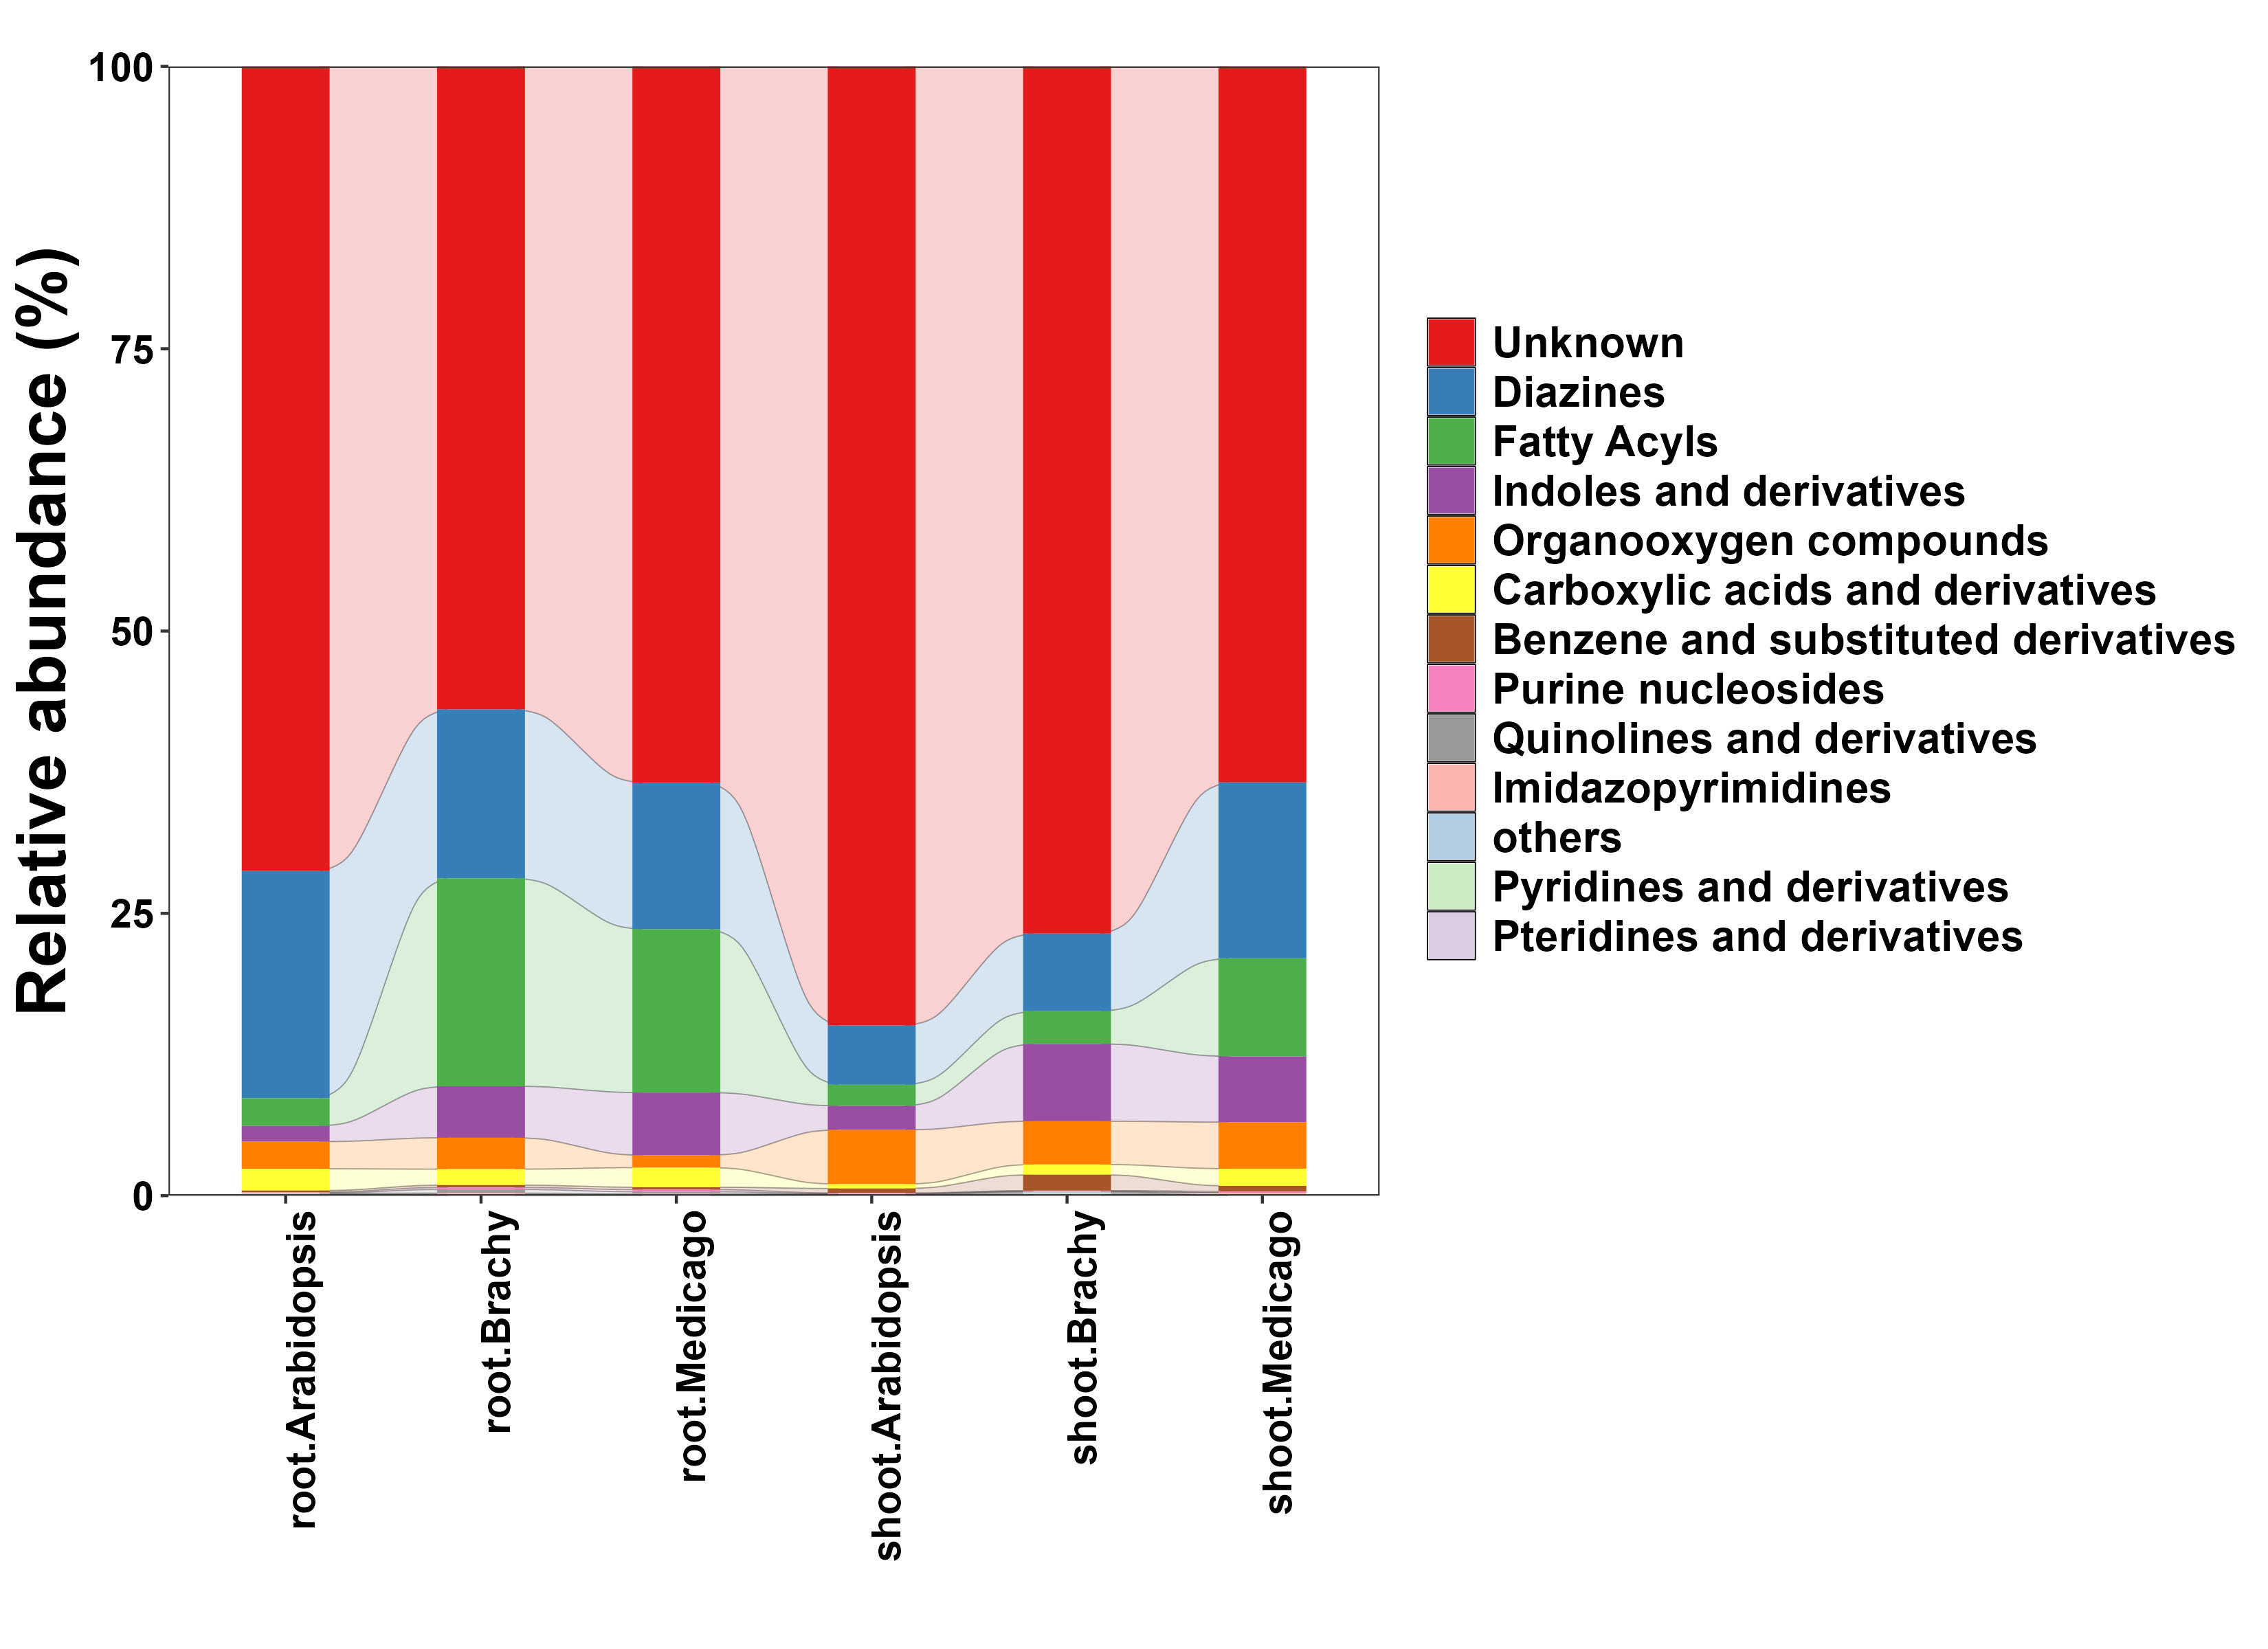 Relative abundance (%)
100
75
50
25
0
root.Arabidopsis
root.Brachy
root.Medicago
shoot.Arabidopsis
shoot.Brachy
shoot.Medicago
Unknown
Diazines
Fatty Acyls
Indoles and derivatives
Organooxygen compounds
Carboxylic acids and derivatives
Benzene and substituted derivatives
Purine nucleosides
Quinolines and derivatives
Imidazopyrimidines
others
Pyridines and derivatives
Pteridines and derivatives